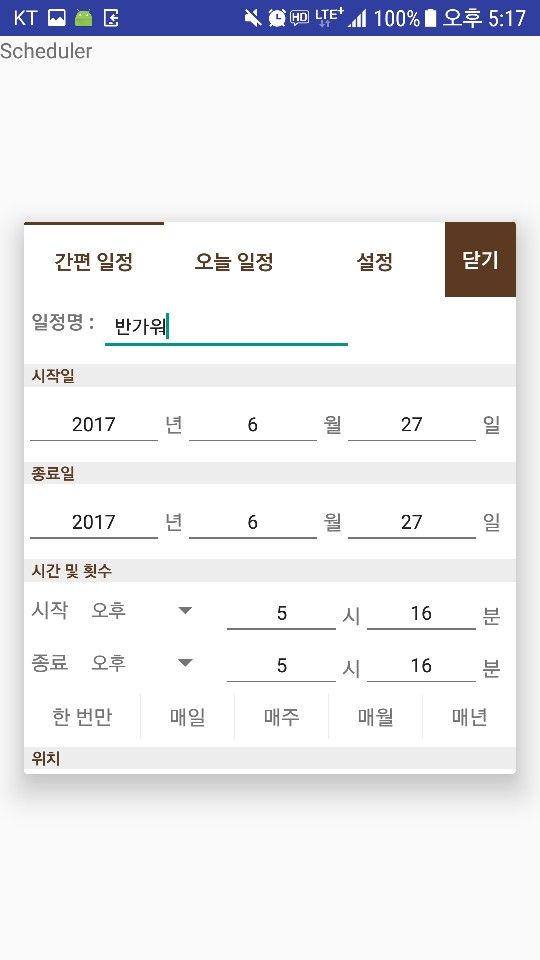 KT HD LTE+ 100% 오후 5:17
Scheduler
간편 일정 오늘 일정 설정 닫기
일정명 : 반가워
시작일
2017 년 6 월 27 일
종료일
2017 년 6 월 27 일
시간 및 횟수
시작 오후 5 시 16 분
종료 오후 5 시 16 분
한 번만 매일 매주 매월 매년
위치